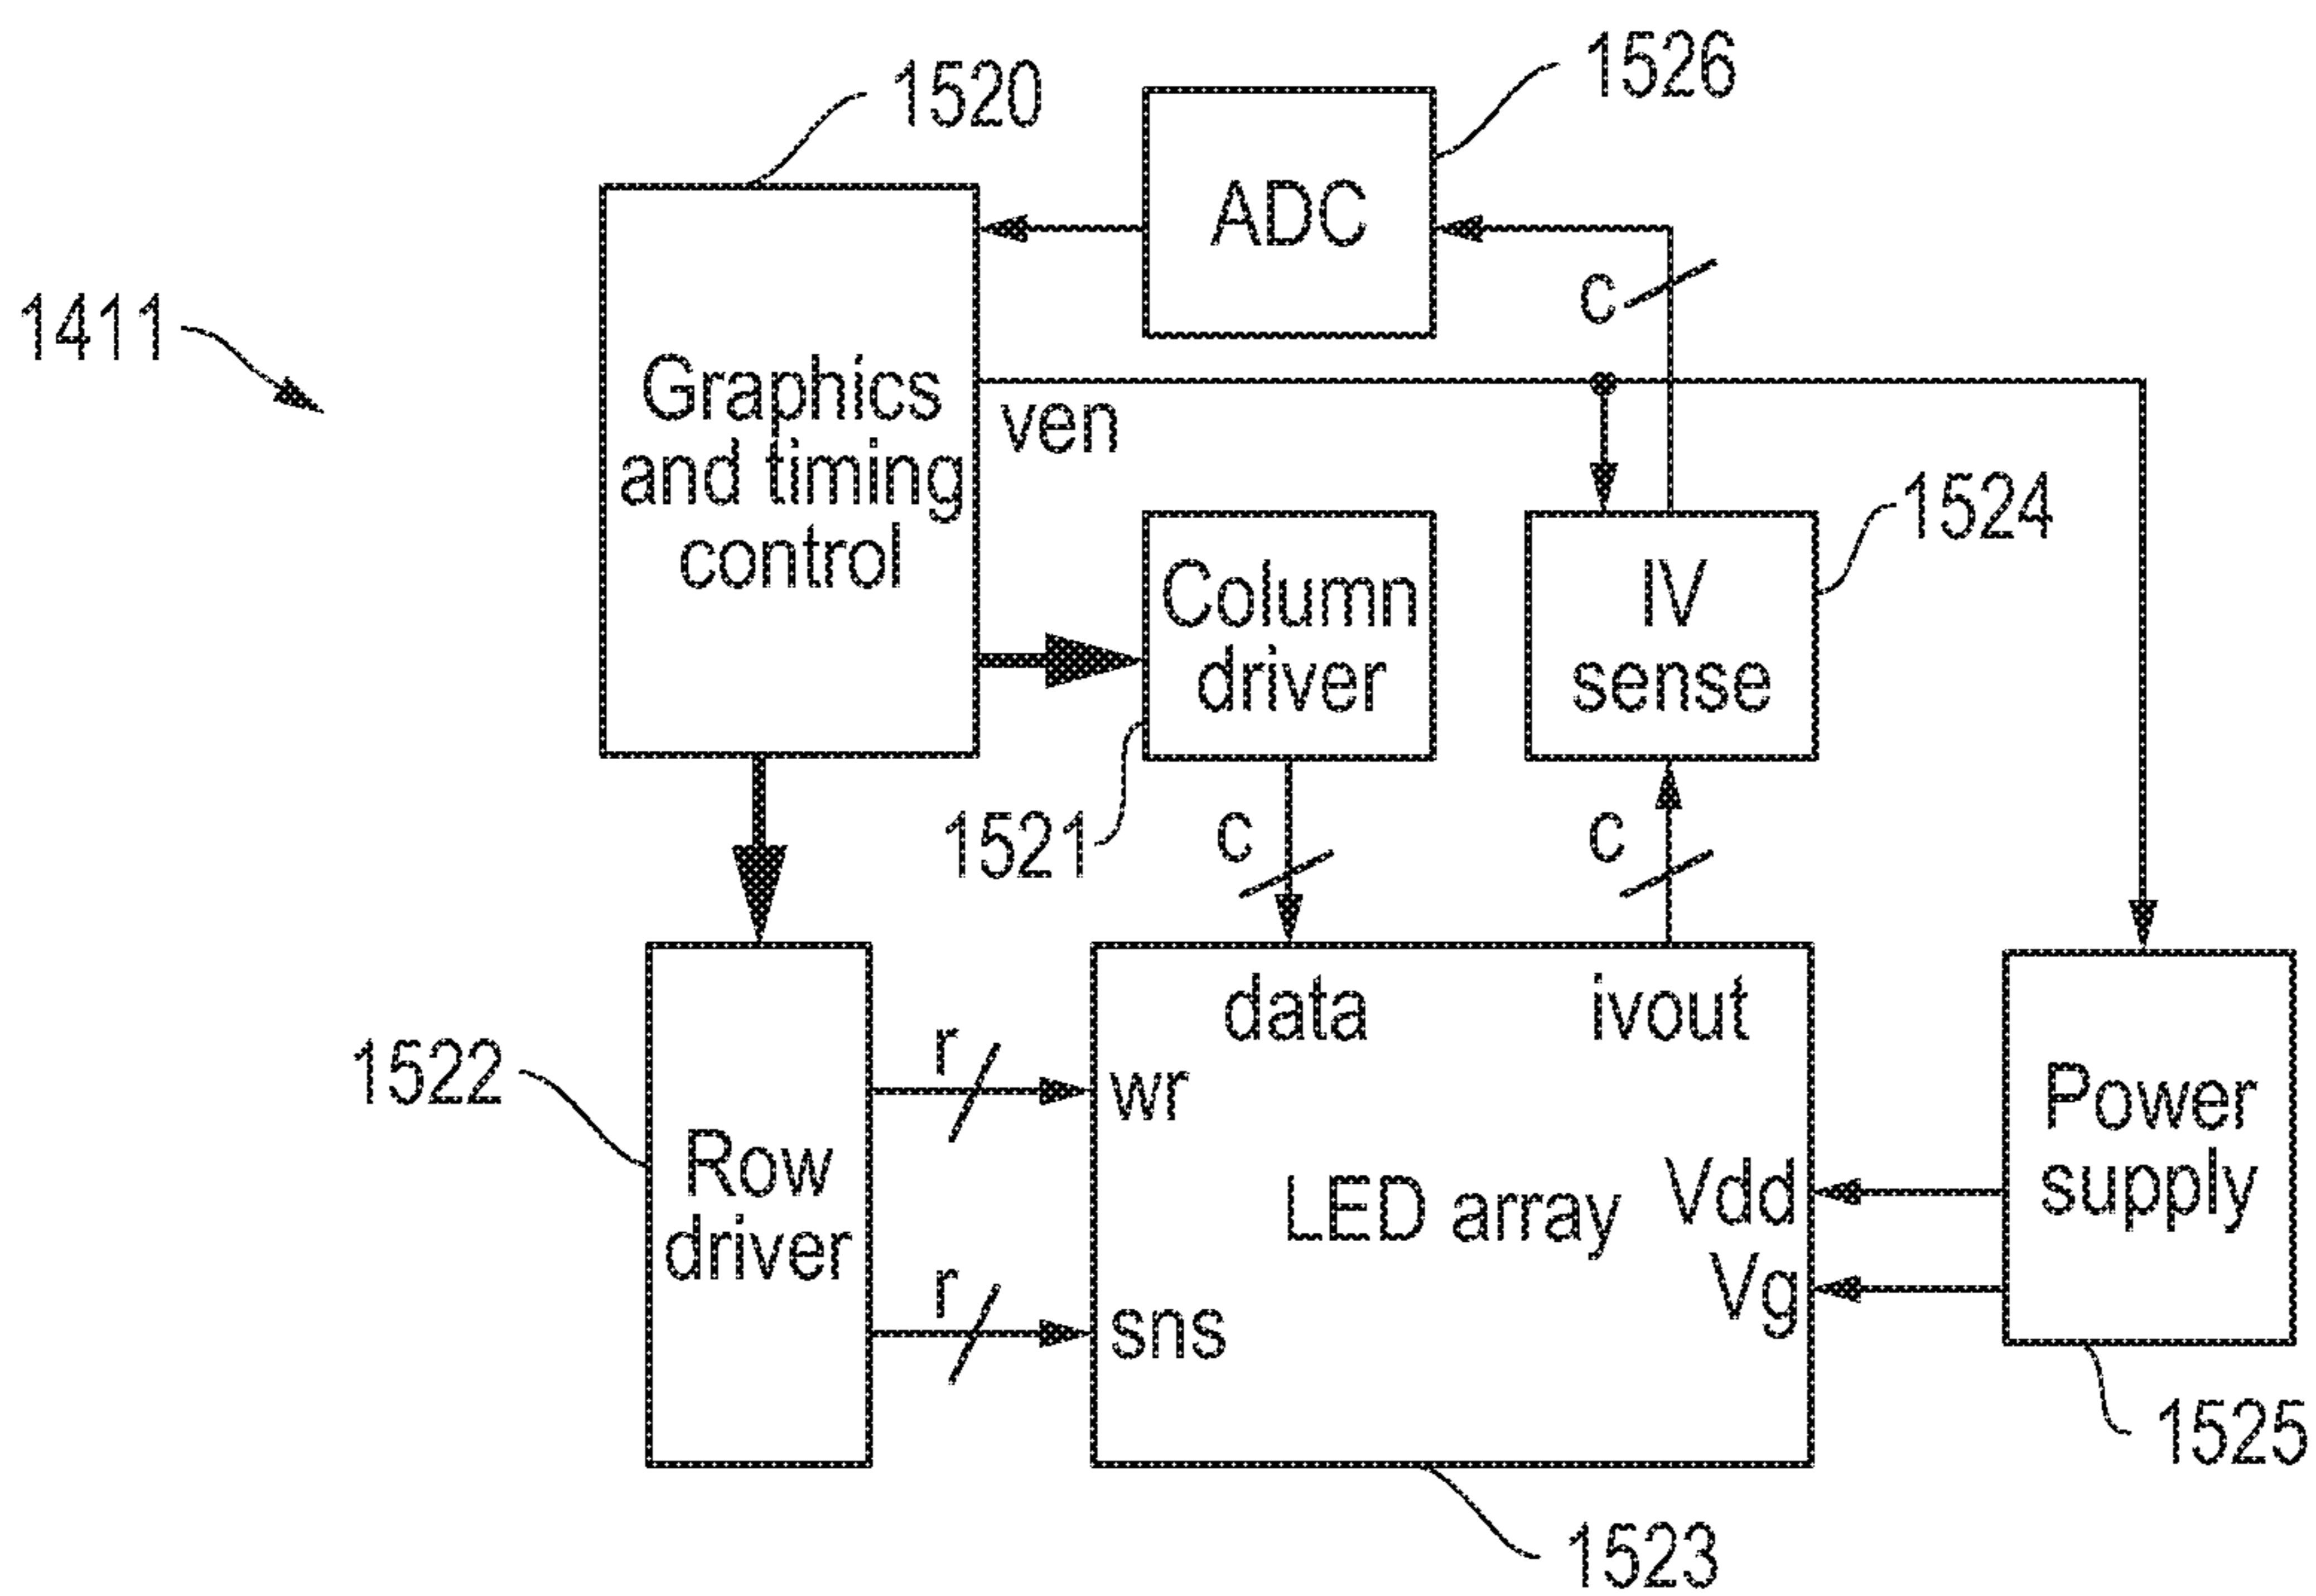 1520
1526
ADC
1411
c
Graphics
and timing
control
ven
1524
Column
driver
IV
sense
1521
c
c
data
ivout
1522
r
wr
Row
driver
LED array
Vdd
Vg
Power
supply
r
sns
1525
1523